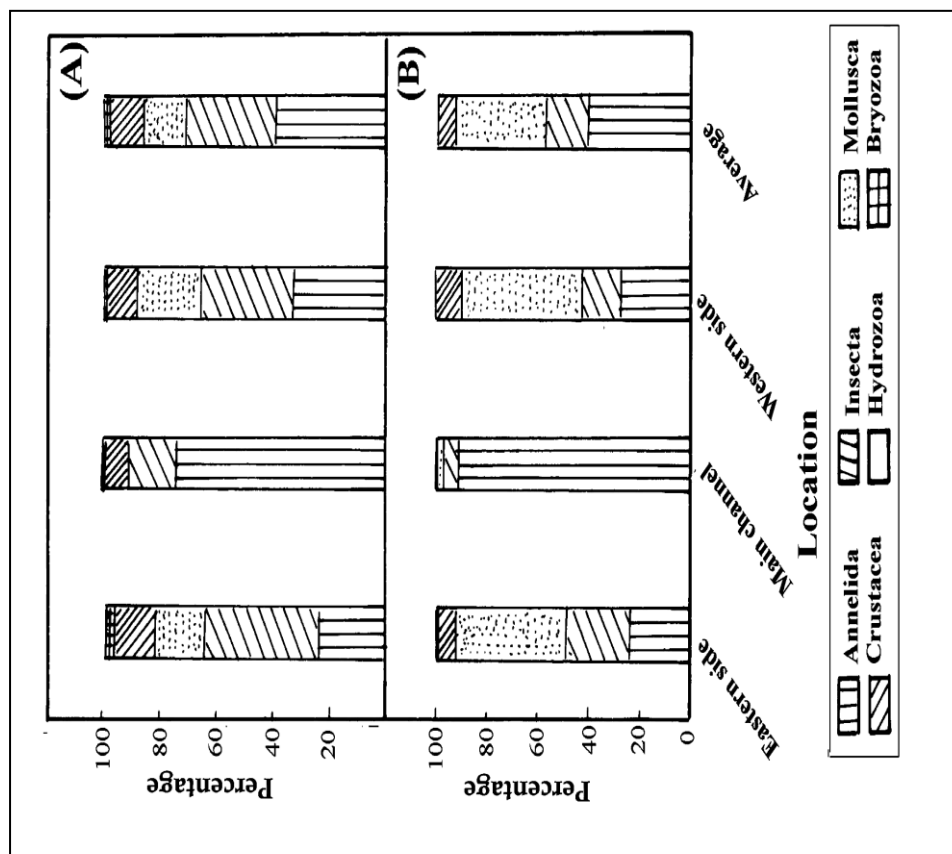 (A)
100
80
60
40
20
Percentage
(B)
100
80
60
40
20
0
Percentage
Eastern side
Main channel
Western side
Average
Location
Annelida
Insecta
Mollusca
Crustacea
Hydrozoa
Bryozoa